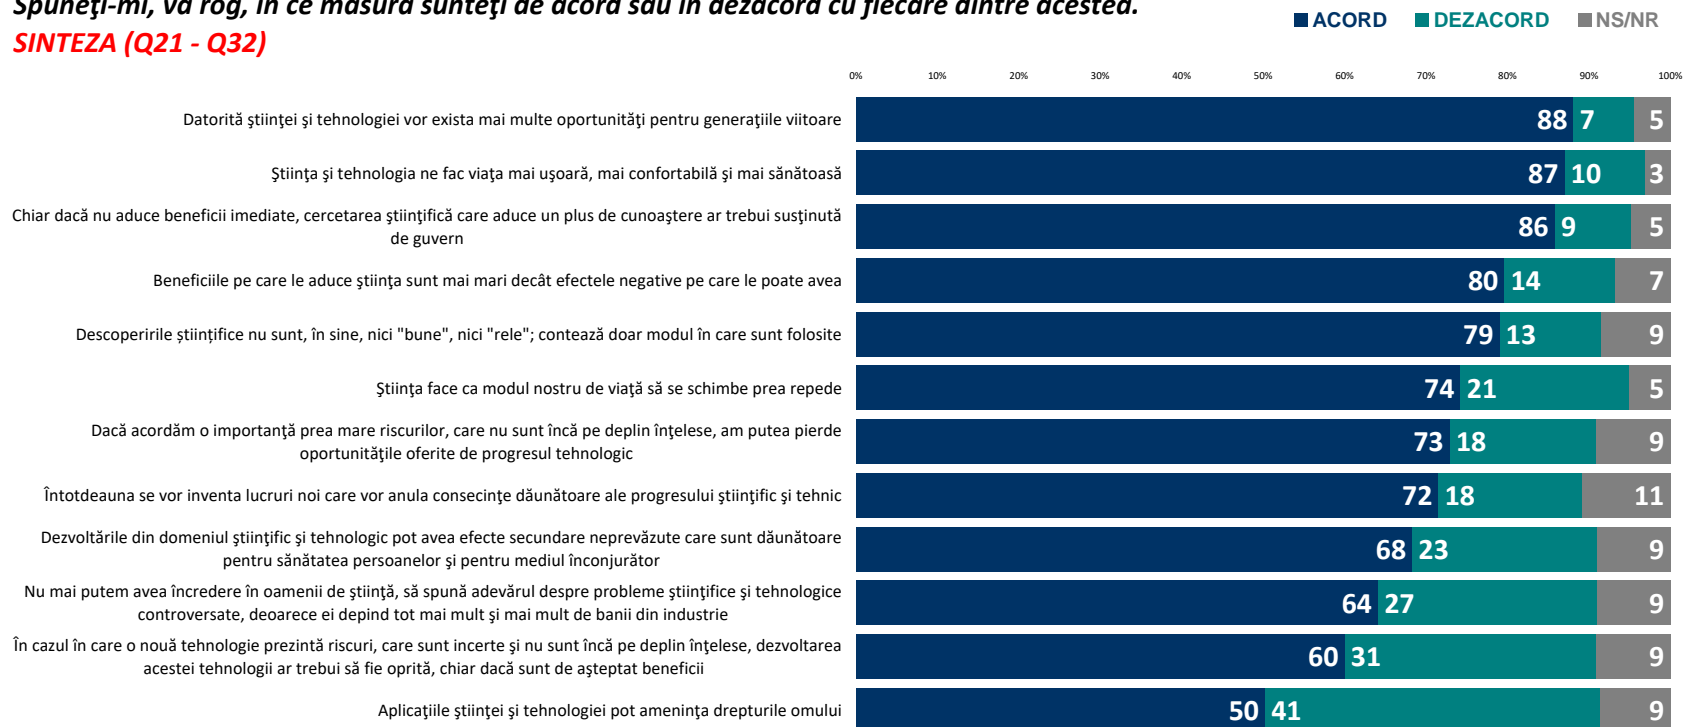 Spuneţi-mi, vă rog, în ce măsură sunteţi de acord sau în dezacord cu fiecare dintre acestea.
SINTEZA (Q21 - Q32)
ACORD DEZACORD NS/NR
0% 10% 20% 30% 40% 50% 60% 70% 80% 90% 100%
Datorită ştiinţei şi tehnologiei vor exista mai multe oportunităţi pentru generaţiile viitoare 88 7 5
Ştiinţa şi tehnologia ne fac viaţa mai uşoară, mai confortabilă şi mai sănătoasă 87 10 3
Chiar dacă nu aduce beneficii imediate, cercetarea ştiinţifică care aduce un plus de cunoaştere ar trebui susţinută
de guvern 86 9 5
Beneficiile pe care le aduce ştiinţa sunt mai mari decât efectele negative pe care le poate avea 80 14 7
Descoperirile științifice nu sunt, în sine, nici "bune", nici "rele"; contează doar modul în care sunt folosite 79 13 9
Ştiinţa face ca modul nostru de viaţă să se schimbe prea repede 74 21 5
Dacă acordăm o importanţă prea mare riscurilor, care nu sunt încă pe deplin înţelese, am putea pierde
oportunităţile oferite de progresul tehnologic 73 18 9
Întotdeauna se vor inventa lucruri noi care vor anula consecinţe dăunătoare ale progresului ştiinţific şi tehnic 72 18 11
Dezvoltările din domeniul ştiinţific şi tehnologic pot avea efecte secundare neprevăzute care sunt dăunătoare
pentru sănătatea persoanelor şi pentru mediul înconjurător 68 23 9
Nu mai putem avea încredere în oamenii de ştiinţă, să spună adevărul despre probleme ştiinţifice şi tehnologice
controversate, deoarece ei depind tot mai mult şi mai mult de banii din industrie 64 27 9
În cazul în care o nouă tehnologie prezintă riscuri, care sunt incerte şi nu sunt încă pe deplin înţelese, dezvoltarea
acestei tehnologii ar trebui să fie oprită, chiar dacă sunt de aşteptat beneficii 60 31 9
Aplicaţiile ştiinţei şi tehnologiei pot ameninţa drepturile omului 50 41 9